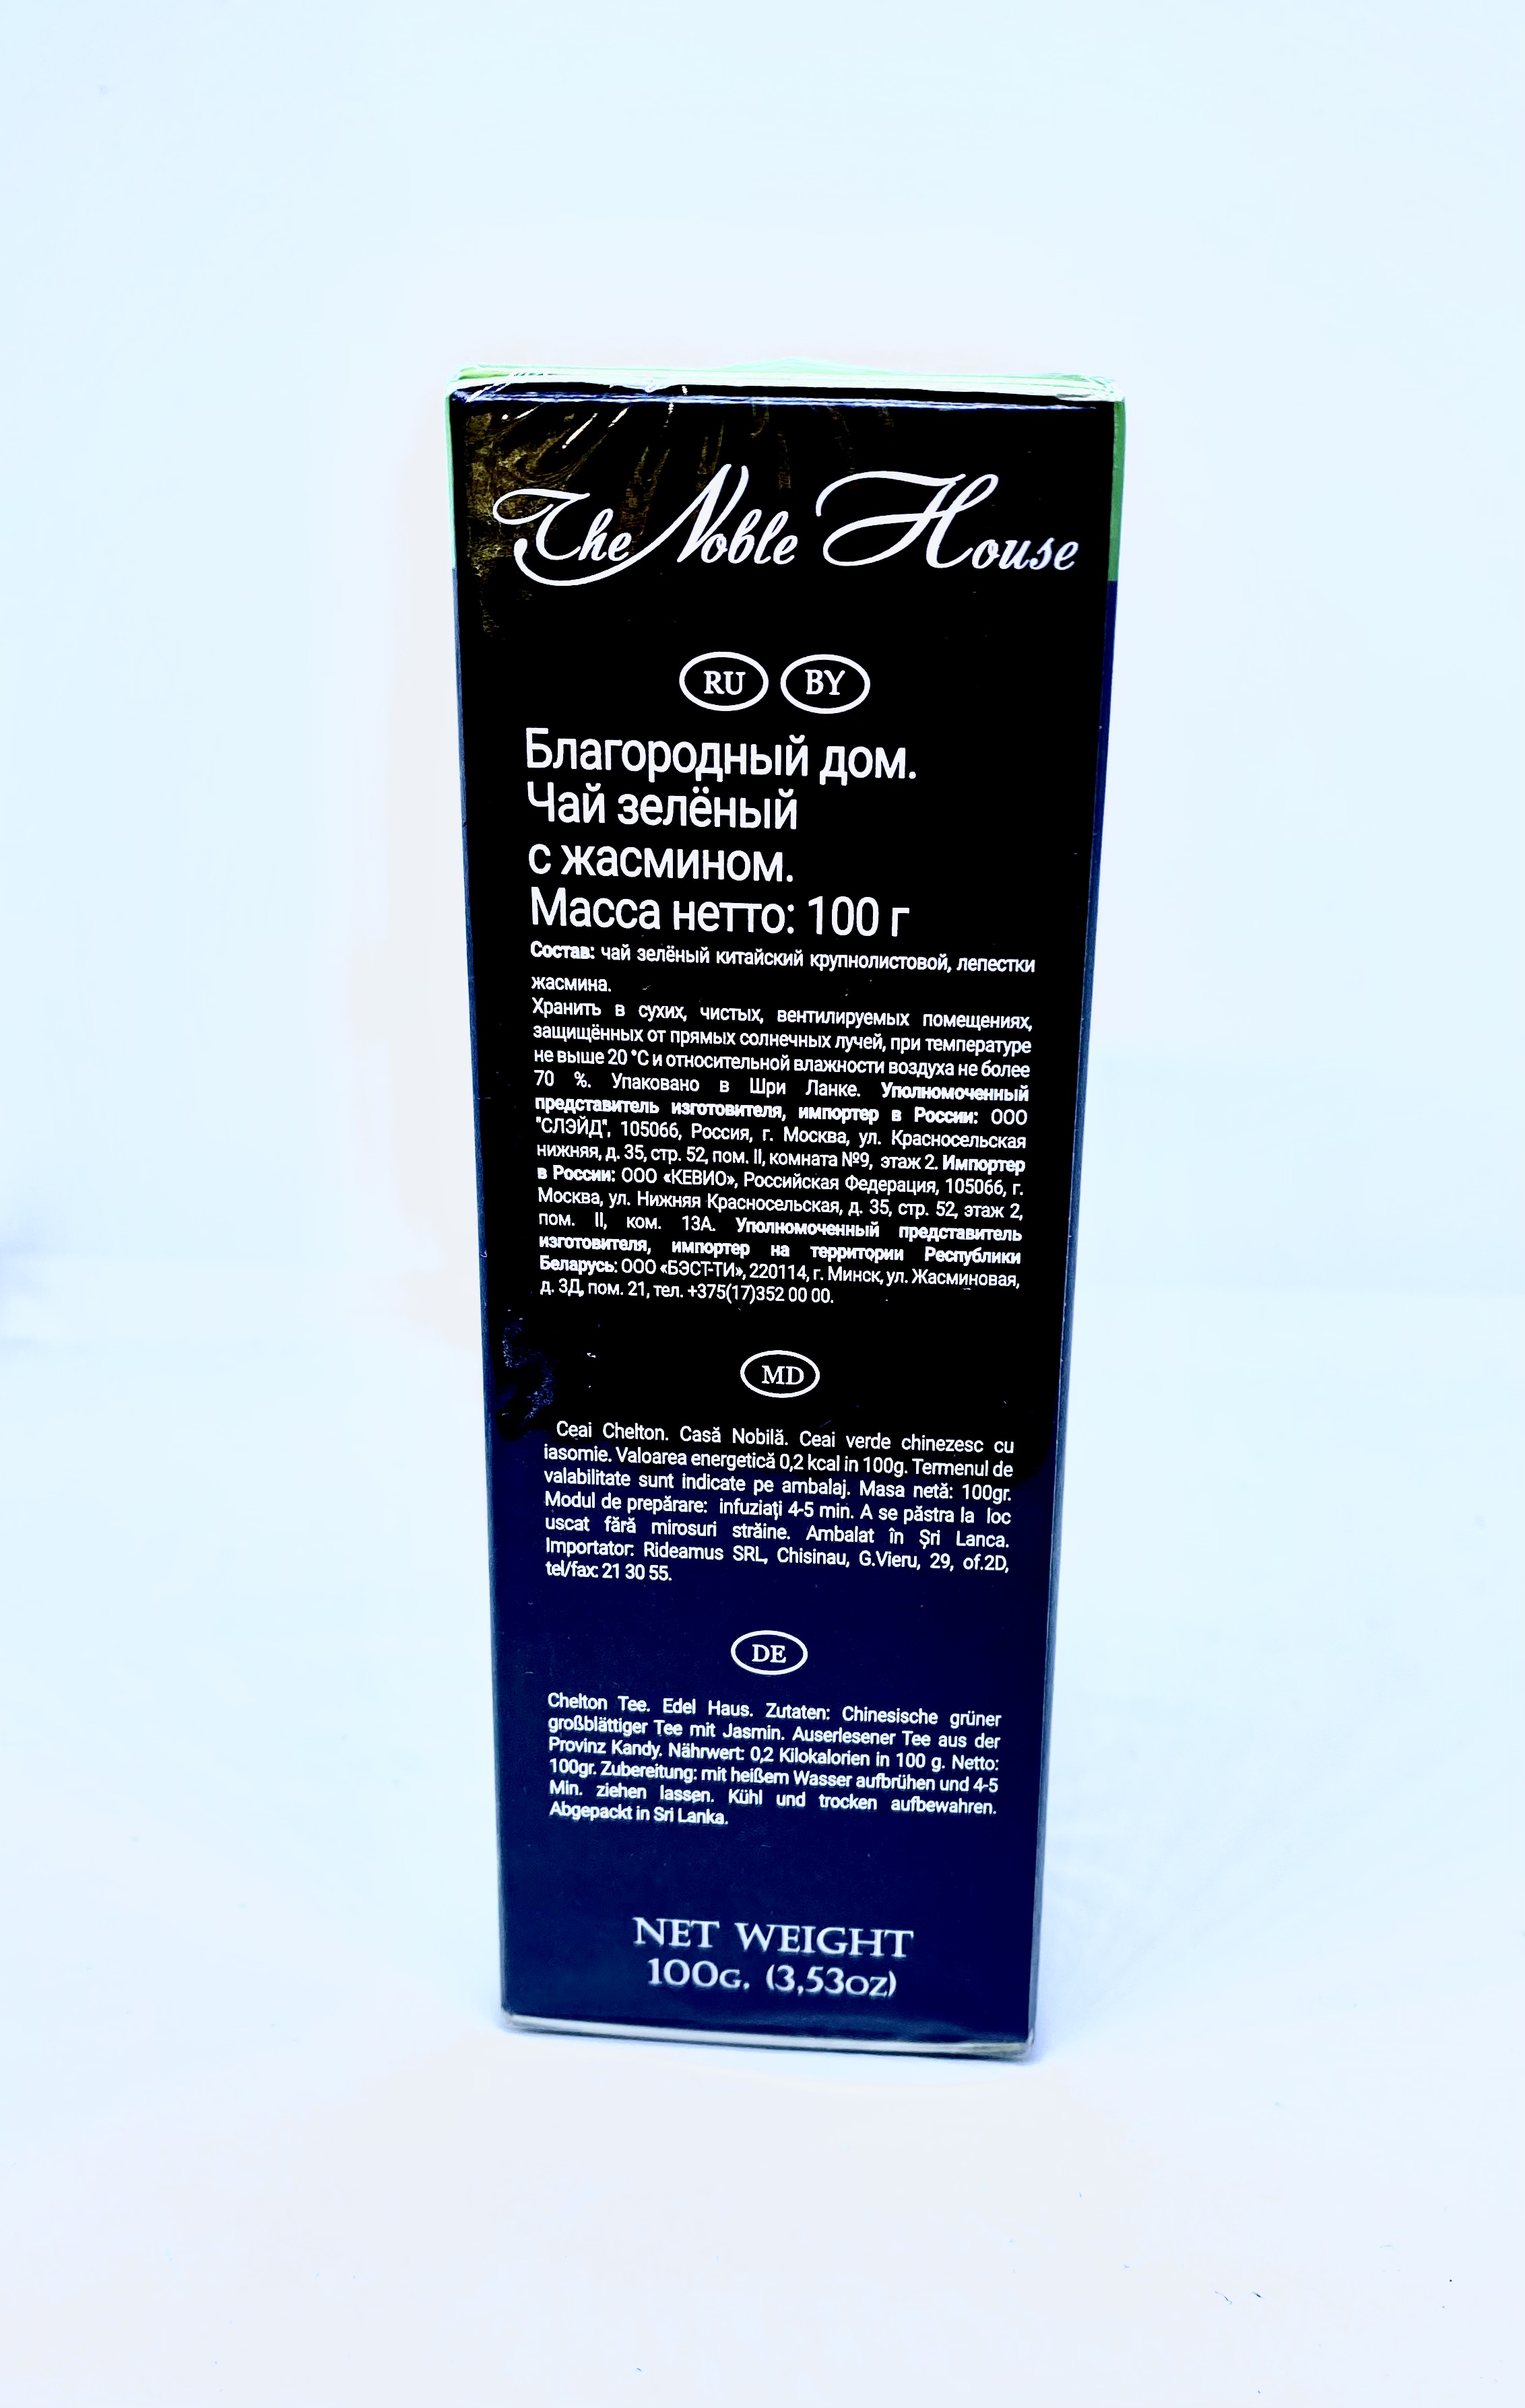 The Noble House
RU BY
Благородный дом.
Чай зелёный
с жасмином.
Масса нетто: 100 г
Состав: чай зелёный китайский крупнолистовой, лепестки
жасмина.
Хранить в сухих, чистых, вентилируемых помещениях,
защищённых от прямых солнечных лучей, при температуре
не выше 20 °С и относительной влажности воздуха не более
70 %. Упаковано в Шри Ланке. Уполномоченный
представитель изготовителя, импортер в России: ООО
"СЛЭЙД", 105066, Россия, г. Москва, ул. Красносельская
нижняя, д. 35, стр. 52, пом. II, комната №9, этаж 2. Импортер
в России: ООО «КЕВИО», Российская Федерация, 105066, г.
Москва, ул. Нижняя Красносельская, д. 35, стр. 52, этаж 2,
пом. II, ком. 13А. Уполномоченный представитель
изготовителя, импортер на территории Республики
Беларусь: ООО «БЭСТ-ТИ», 220114, г. Минск, ул. Жасминовая,
д. 3Д, пом. 21, тел. +375(17)352 00 00.
MD
Ceai Chelton. Casă Nobilă. Ceai verde chinezesc cu
iasomie. Valoarea energetică 0,2 kcal in 100g. Termenul de
valabilitate sunt indicate pe ambalaj. Masa netă: 100gr.
Modul de prepărare: infuziați 4-5 min. A se păstra la loc
uscat fără mirosuri străine. Ambalat în Șri Lanca.
Importator: Rideamus SRL, Chisinau, G.Vieru, 29, of.2D,
tel/fax: 21 30 55.
DE
Chelton Tee. Edel Haus. Zutaten: Chinesische grüner
großblättiger Tee mit Jasmin. Auserlesener Tee aus der
Provinz Kandy. Nährwert: 0,2 Kilokalorien in 100 g. Netto:
100gr. Zubereitung: mit heißem Wasser aufbrühen und 4-5
Min. ziehen lassen. Kühl und trocken aufbewahren.
Abgepackt in Sri Lanka.
NET WEIGHT
100G. (3,53OZ)